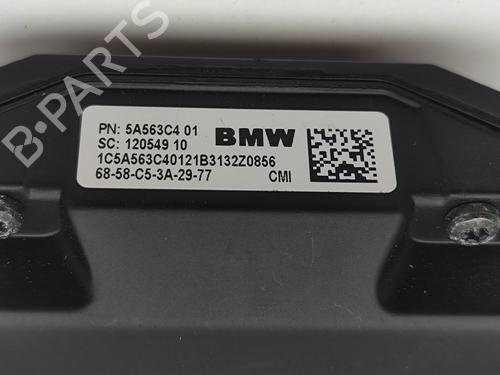 B-PARTS
PN: 5A563C4 01
SC: 120549 10
BMW
1C5A563C40121B3132Z0856
68-58-C5-3A-29-77
CMI